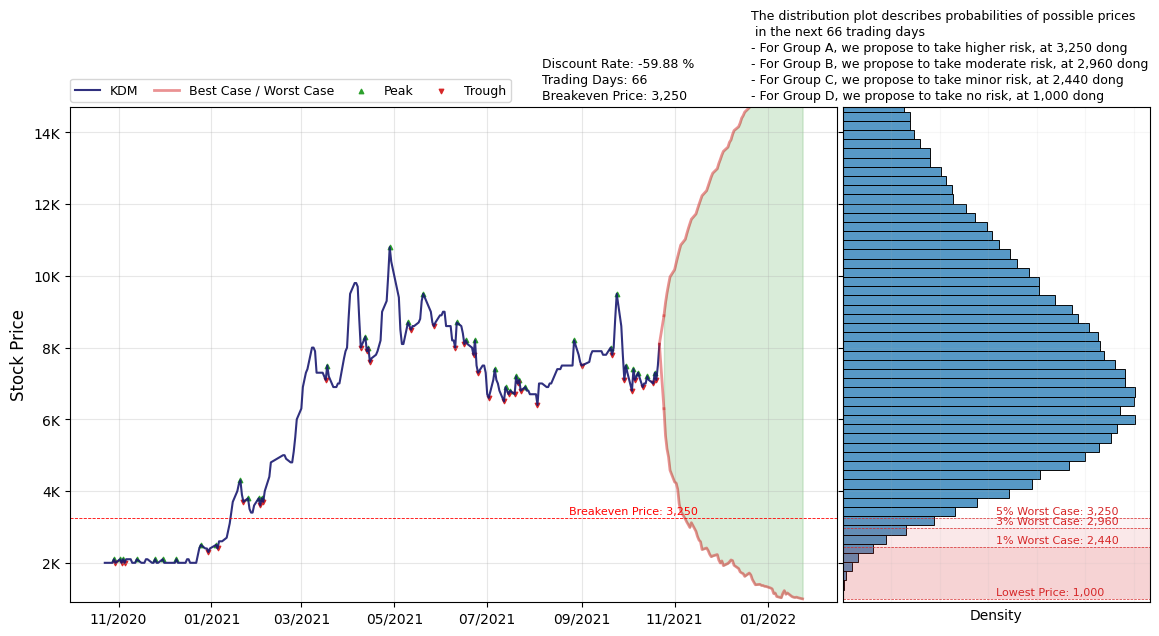 The distribution plot describes probabilities of possible prices
in the next 66 trading days
- For Group A, we propose to take higher risk, at 3,250 dong
- For Group B, we propose to take moderate risk, at 2,960 dong
- For Group C, we propose to take minor risk, at 2,440 dong
- For Group D, we propose to take no risk, at 1,000 dong
Discount Rate: -59.88 %
Trading Days: 66
Breakeven Price: 3,250
KDM
Best Case / Worst Case
Peak
Trough
Stock Price
14K
12K
10K
8K
6K
4K
2K
Breakeven Price: 3,250
5% Worst Case: 3,250
3% Worst Case: 2,960
1% Worst Case: 2,440
Lowest Price: 1,000
11/2020
01/2021
03/2021
05/2021
07/2021
09/2021
11/2021
01/2022
Density